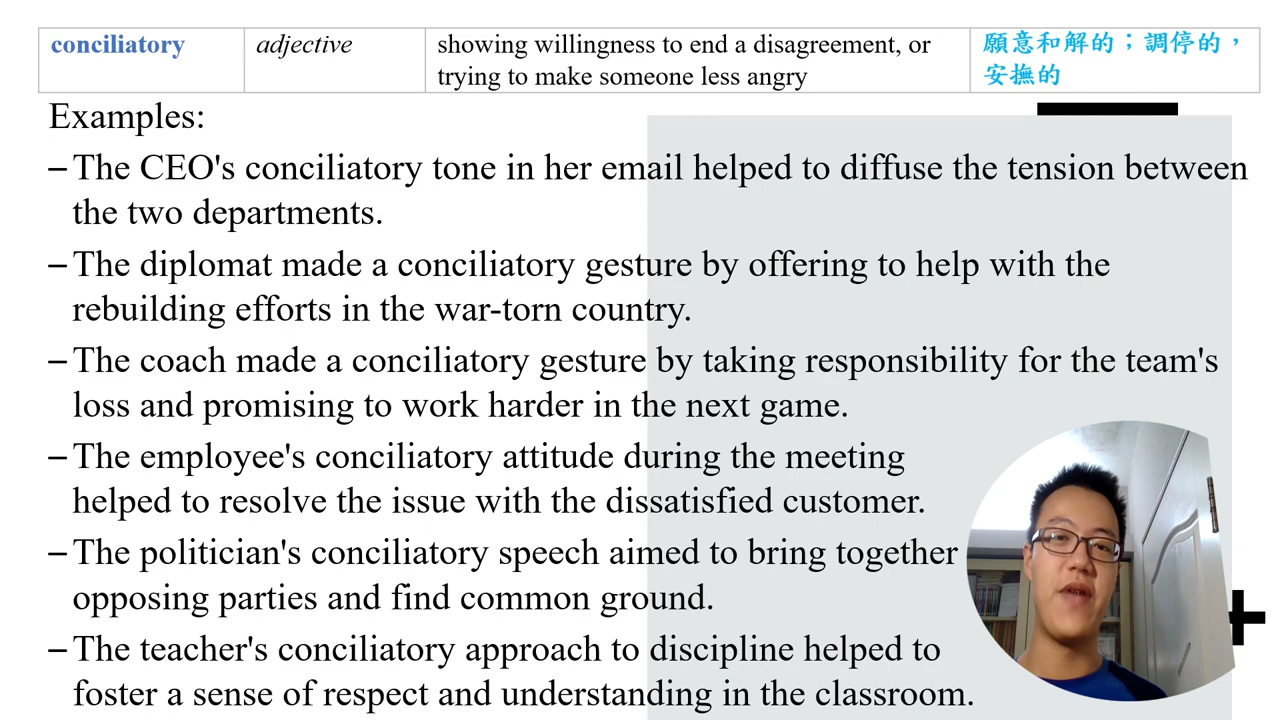 conciliatory adjective showing willingness to end a disagreement, or 願意和解的；調停的，
trying to make someone less angry 安撫的
Examples:
–The CEO's conciliatory tone in her email helped to diffuse the tension between
the two departments.
–The diplomat made a conciliatory gesture by offering to help with the
rebuilding efforts in the war-torn country.
–The coach made a conciliatory gesture by taking responsibility for the team's
loss and promising to work harder in the next game.
–The employee's conciliatory attitude during the meeting
helped to resolve the issue with the dissatisfied customer.
–The politician's conciliatory speech aimed to bring together
opposing parties and find common ground.
–The teacher's conciliatory approach to discipline helped to
foster a sense of respect and understanding in the classroom.